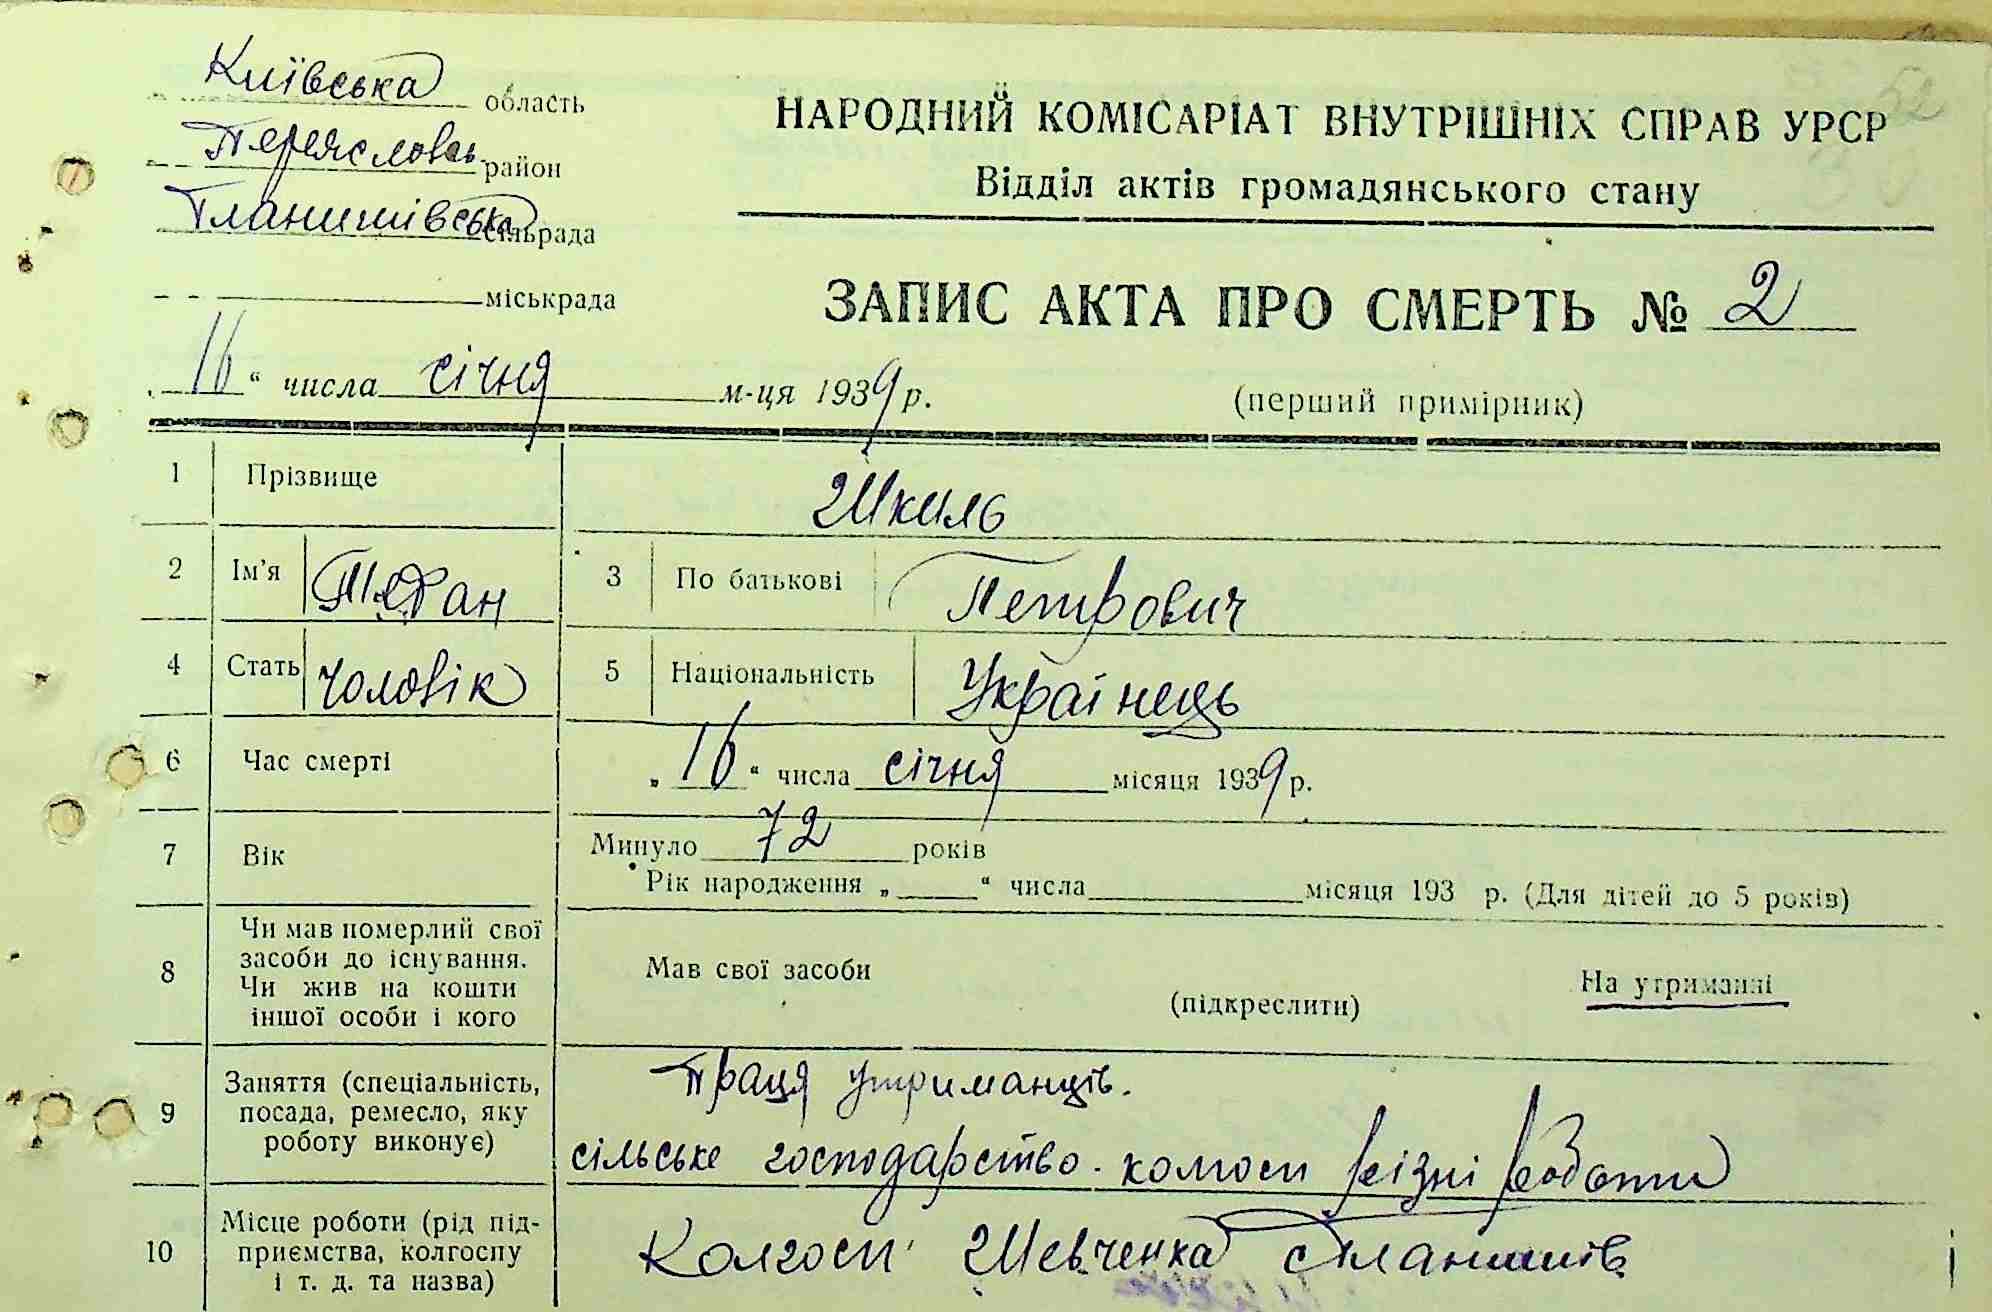 Київська область
Переясловсь. район
Гланишівська сільрада
міськрада
НАРОДНИЙ КОМІСАРІАТ ВНУТРІШНІХ СПРАВ УРСР
Відділ актів громадянського стану
ЗАПИС АКТА ПРО СМЕРТЬ № 2
„16“ числа січня м-ця 1939 р.
(перший примірник)
1 Прізвище Шкиль
2 Ім'я 3 По батькові Петрович
4 Стать чоловік 5 Національність Українець
6 Час смерті „16“ числа січня місяця 1939 р.
7 Вік Минуло 72 років
Рік народження „ “ числа місяця 193 р. (Для дітей до 5 років)
8 Чи мав померлий свої
засоби до існування.
Чи жив на кошти
іншої особи і кого
Мав свої засоби (підкреслити) На утриманні
9 Заняття (спеціальність,
посада, ремесло, яку
роботу виконує)
Праця утриманців.
сільське господарство. колгосп різні роботи
10 Місце роботи (рід під-
приємства, колгоспу
і т. д. та назва)
Колгосп Шевченка с Гланишів